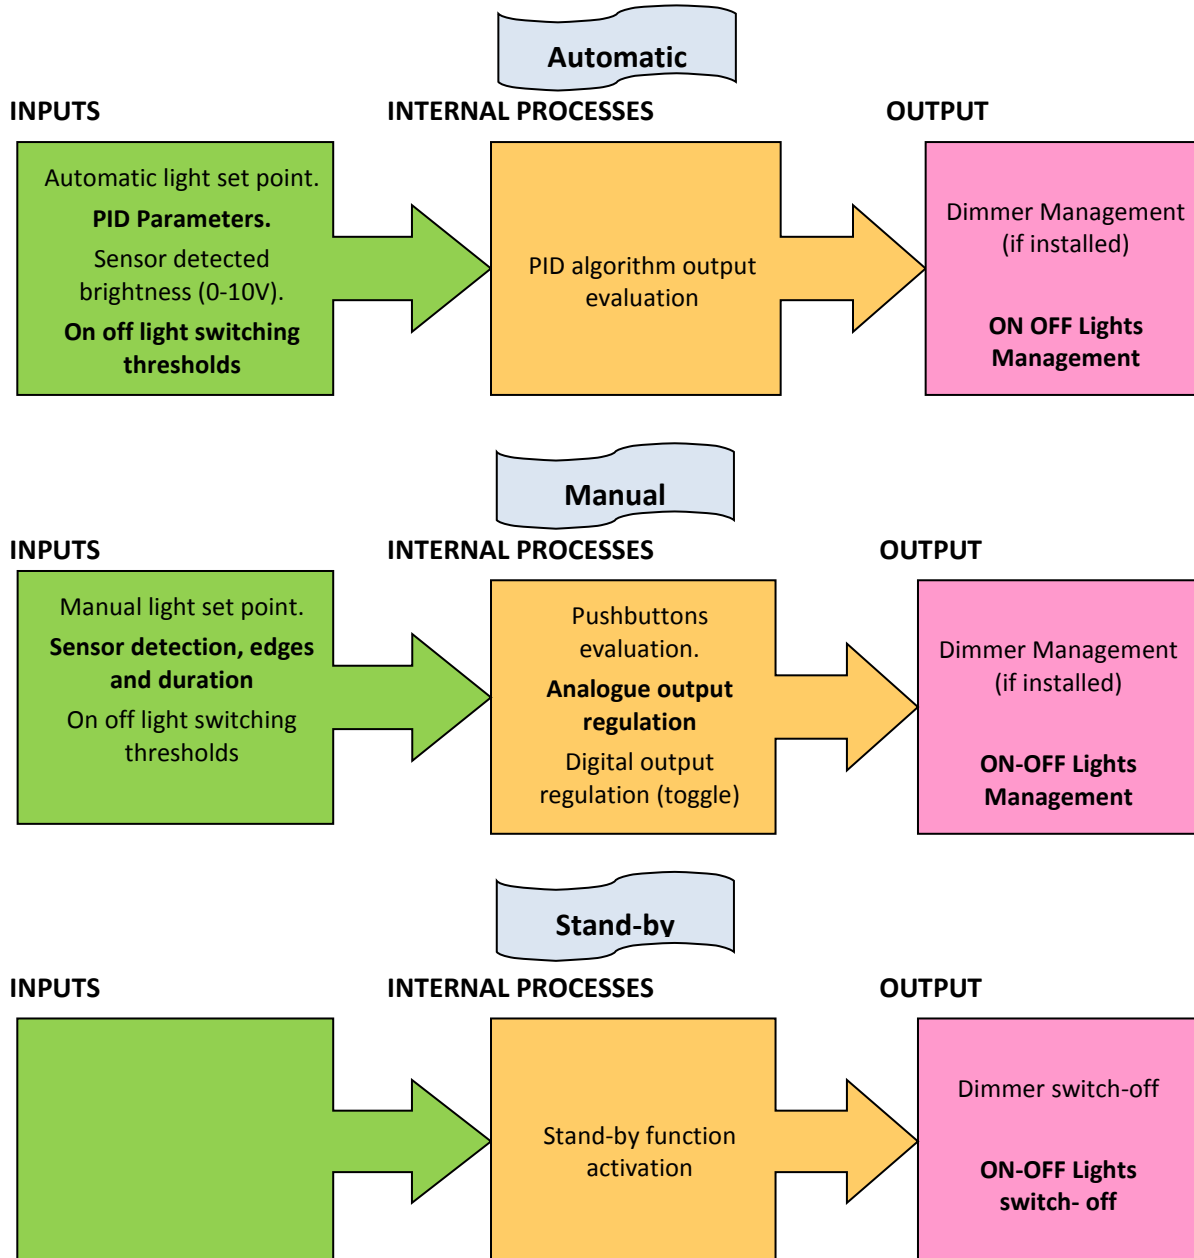 Automatic
INPUTS
INTERNAL PROCESSES
OUTPUT
Automatic light set point.
PID Parameters.
Sensor detected
brightness (0-10V).
On off light switching
thresholds
PID algorithm output
evaluation
Dimmer Management
(if installed)
ON OFF Lights
Management
Manual
INPUTS
INTERNAL PROCESSES
OUTPUT
Manual light set point.
Sensor detection, edges
and duration
On off light switching
thresholds
Pushbuttons
evaluation.
Analogue output
regulation
Digital output
regulation (toggle)
Dimmer Management
(if installed)
ON-OFF Lights
Management
Stand-by
INPUTS
INTERNAL PROCESSES
OUTPUT
Stand-by function
activation
Dimmer switch-off
ON-OFF Lights
switch- off